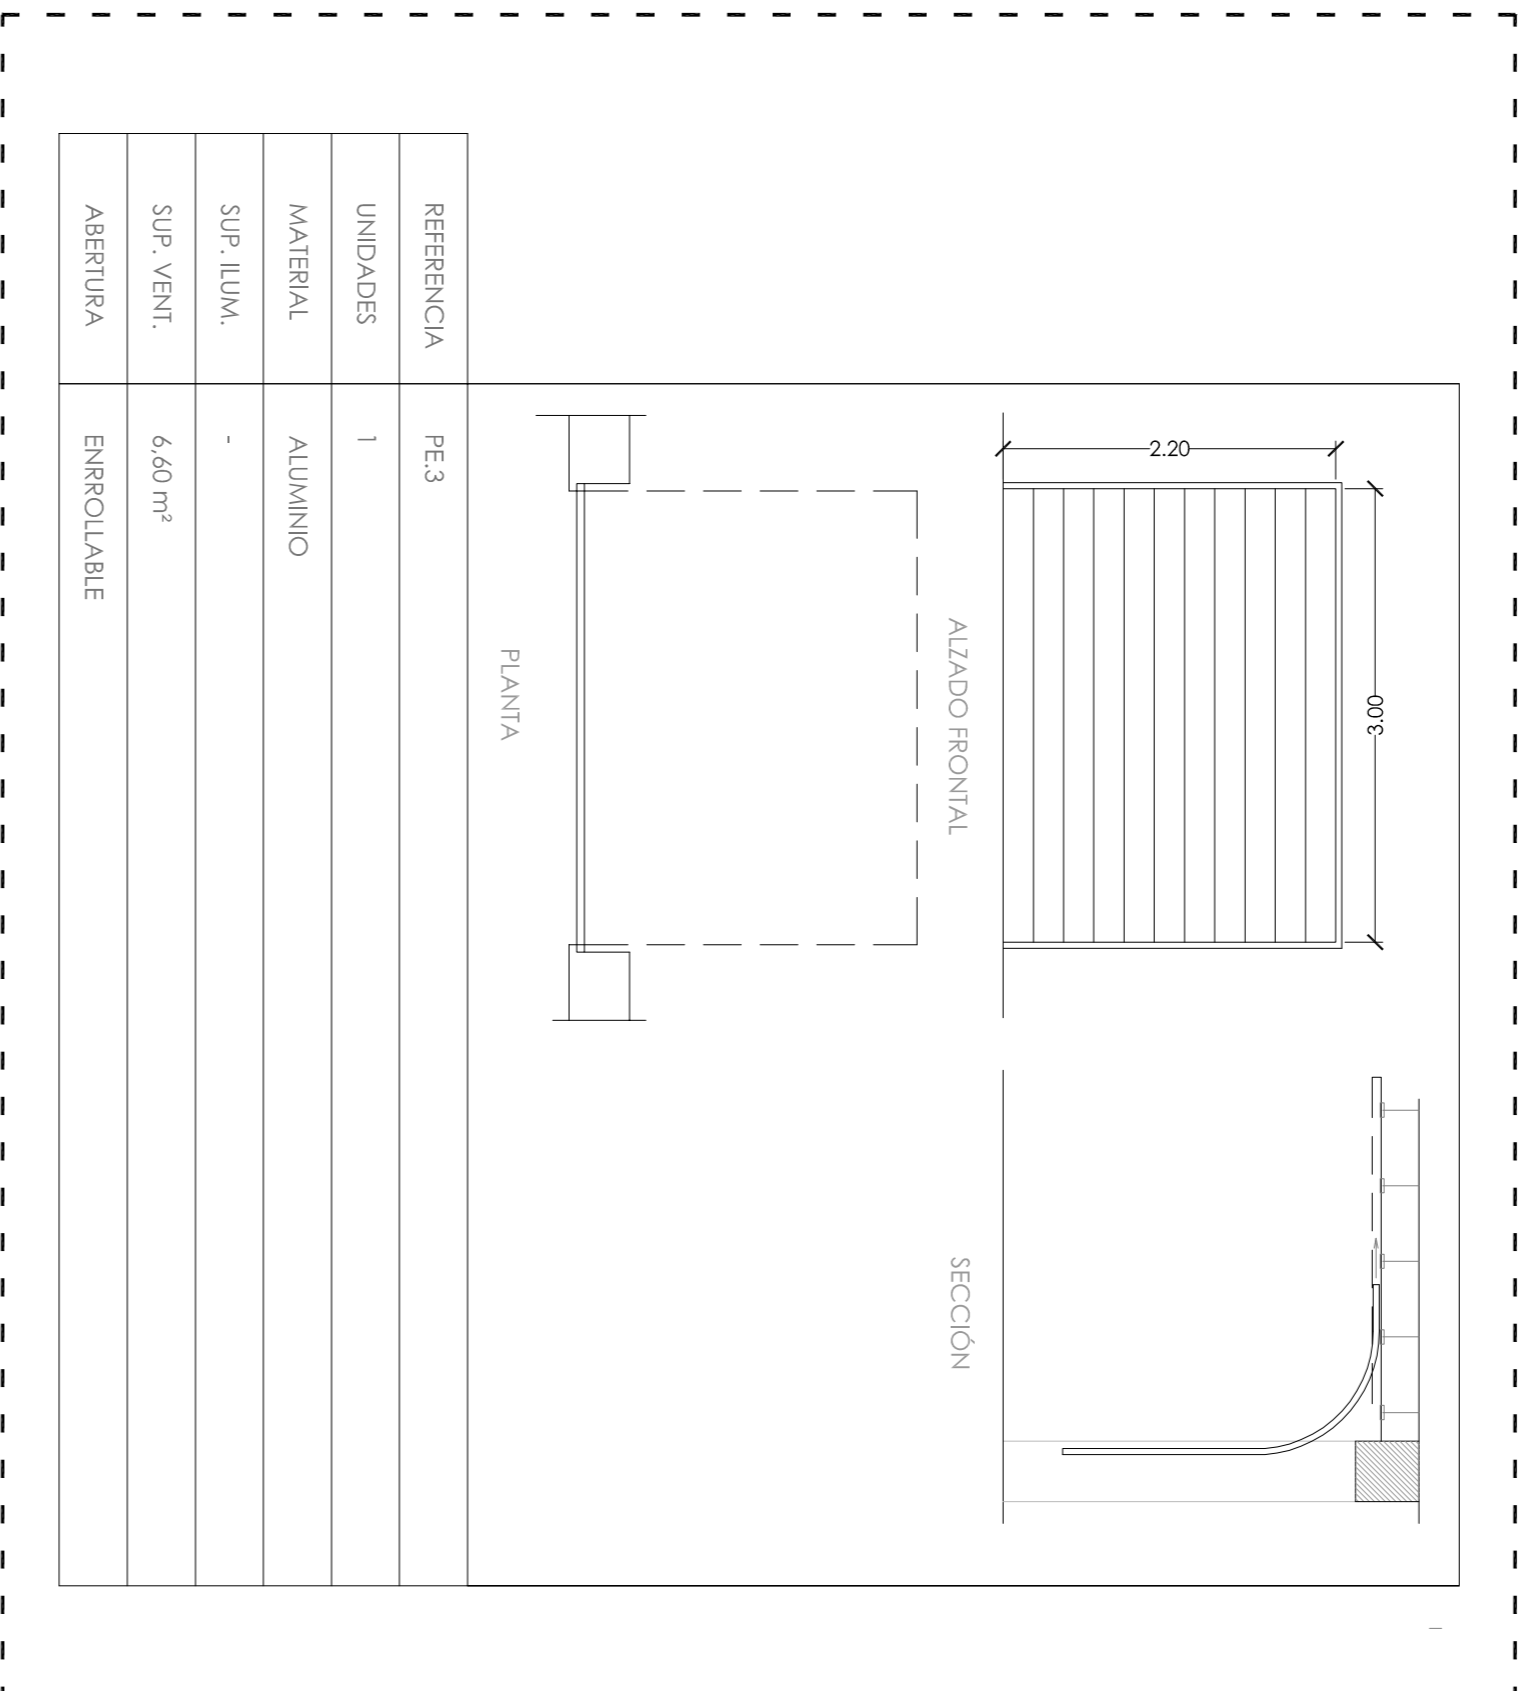 3.00
2.20
ALZADO FRONTAL
SECCIÓN
PLANTA
REFERENCIA PE.3
UNIDADES 1
MATERIAL ALUMINIO
SUP. ILUM. -
SUP. VENT. 6,60 m²
ABERTURA ENRROLLABLE